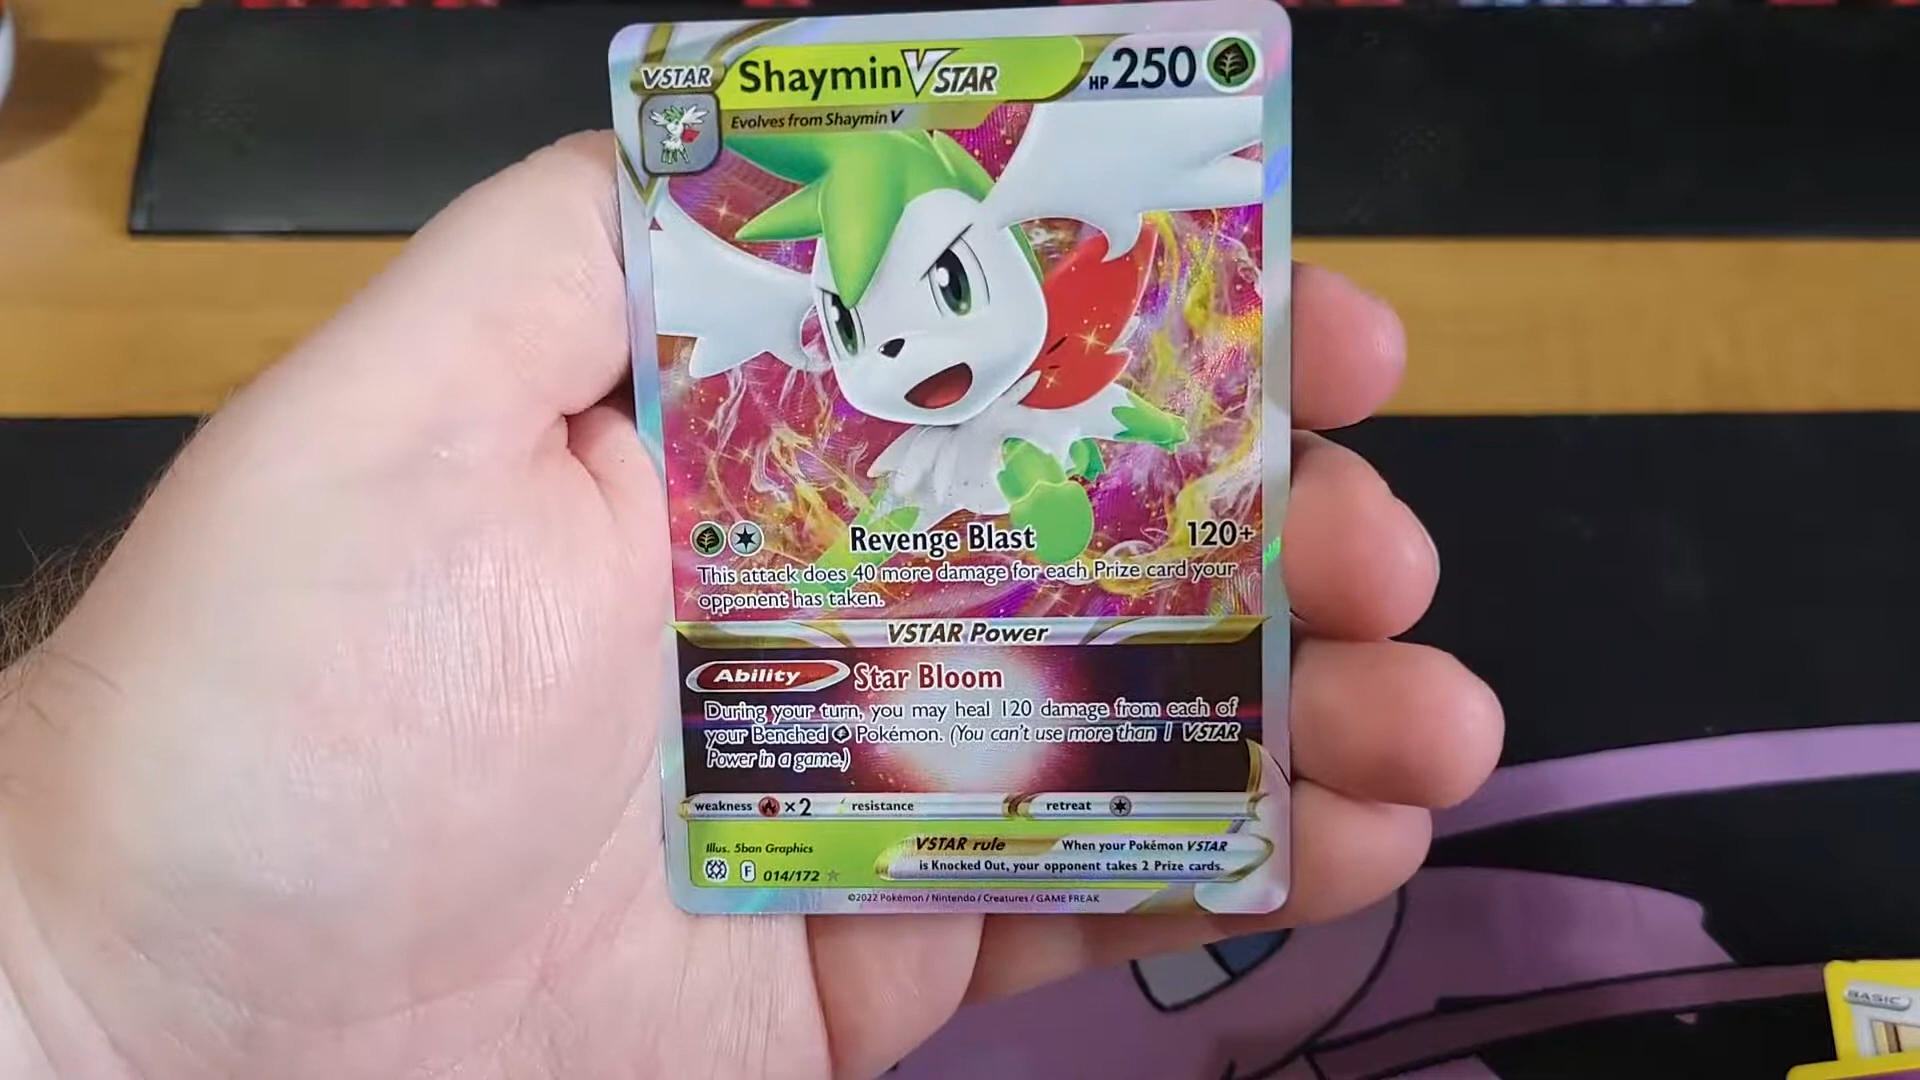 VSTAR Shaymin VSTAR HP 250
Evolves from Shaymin V
Revenge Blast 120+
This attack does 40 more damage for each Prize card your
opponent has taken.
VSTAR Power
Ability Star Bloom
During your turn, you may heal 120 damage from each of
your Benched Pokémon. (You can't use more than 1 VSTAR
Power in a game.)
weakness ×2 resistance retreat
Illus. 5ban Graphics
VSTAR rule When your Pokémon VSTAR
is Knocked Out, your opponent takes 2 Prize cards.
F 014/172
©2022 Pokémon / Nintendo / Creatures / GAME FREAK
BASIC